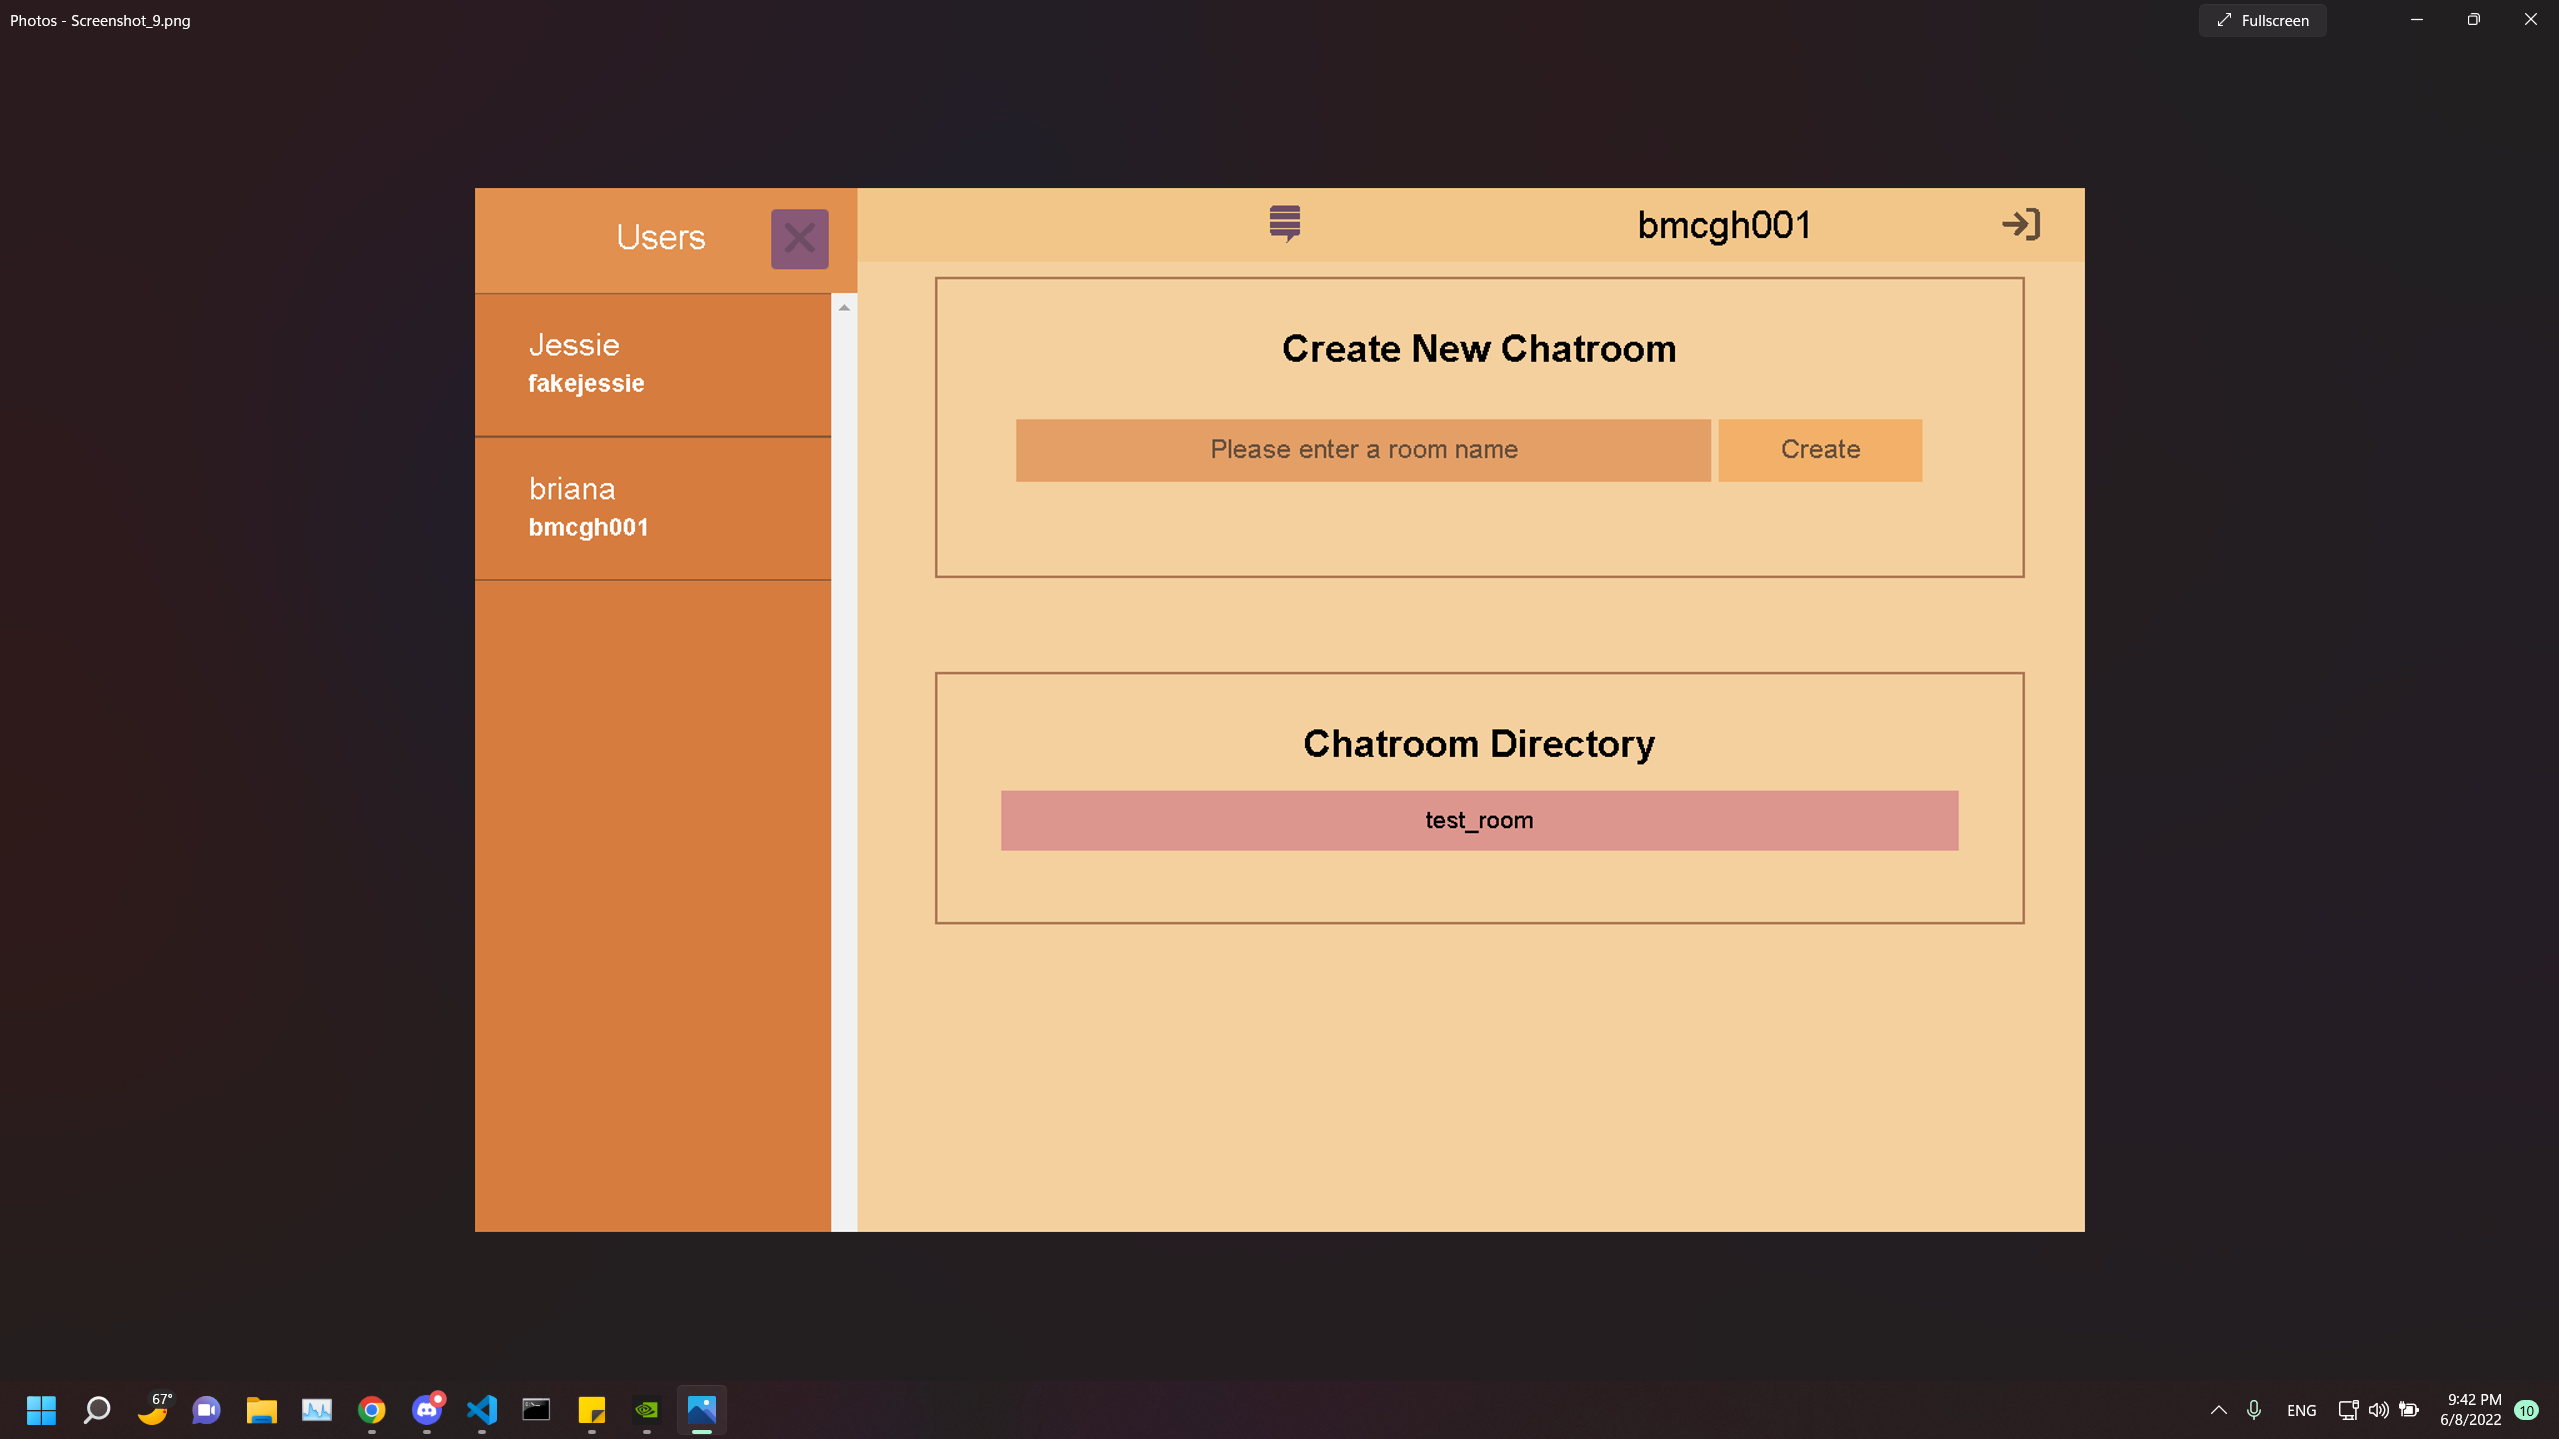 Photos - Screenshot_9.png
Fullscreen
Users
bmcgh001
Jessie
fakejessie
briana
bmcgh001
Create New Chatroom
Please enter a room name
Create
Chatroom Directory
test_room
67°
ENG
9:42 PM
6/8/2022
10